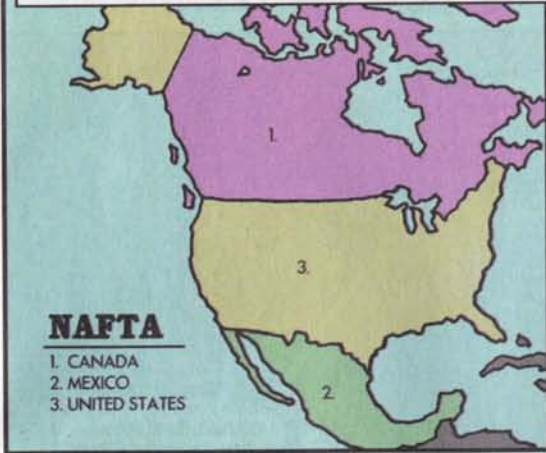 1.
3.
NAFTA
1. CANADA
2. MEXICO
3. UNITED STATES
2.